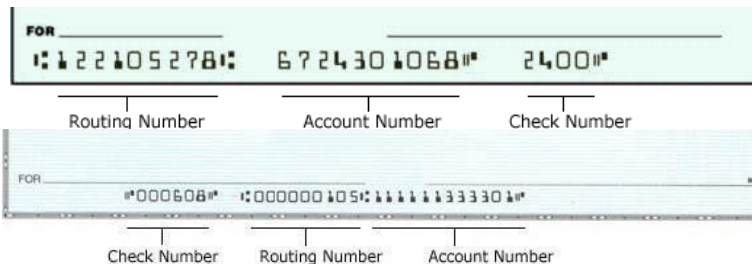 FOR
⑆122105278⑆ 6724301068⑈ 2400⑈
Routing Number Account Number Check Number
FOR
⑈000608⑈ ⑆000000105⑆ 11111133301⑈
Check Number Routing Number Account Number